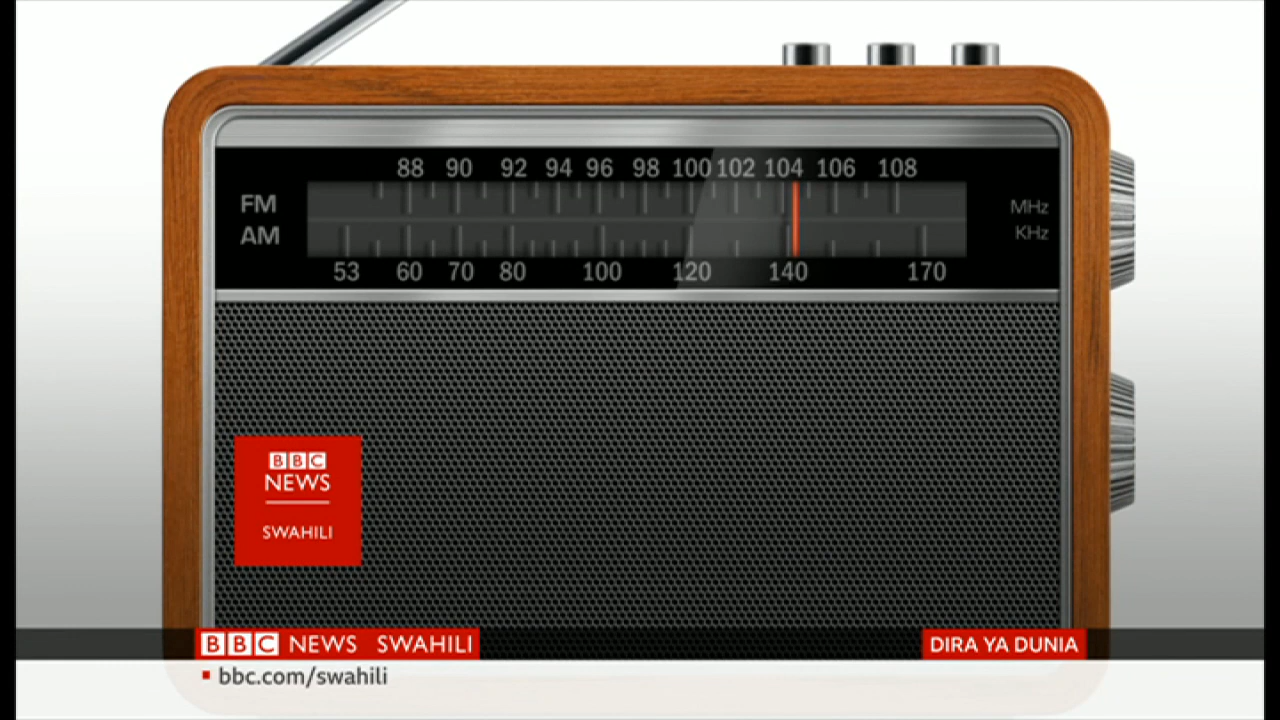 88 90 92 94 96 98 100 102 104 106 108
FM MHz
AM KHz
53 60 70 80 100 120 140 170
BBC
NEWS
SWAHILI
BBC NEWS SWAHILI
DIRA YA DUNIA
bbc.com/swahili